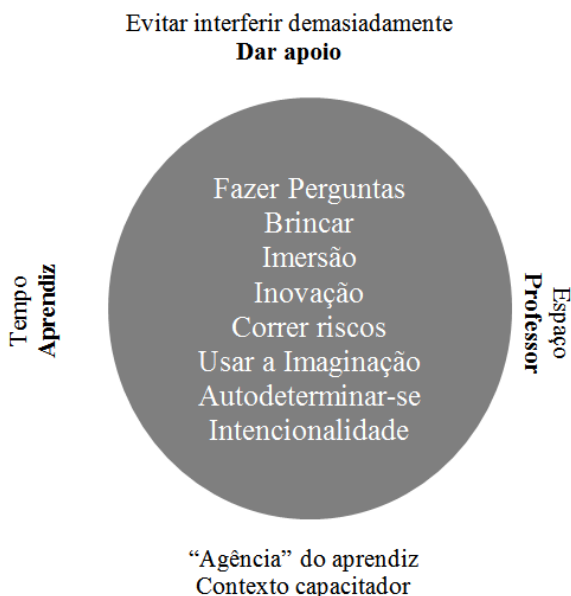 Evitar interferir demasiadamente
Dar apoio
Tempo
Aprendiz
Fazer Perguntas
Brincar
Imersão
Inovação
Correr riscos
Usar a Imaginação
Autodeterminar-se
Intencionalidade
Espaço
Professor
“Agência” do aprendiz
Contexto capacitador